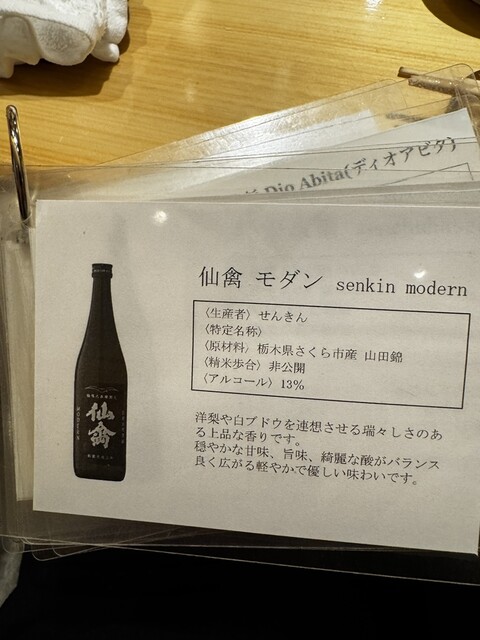 Dio Abita(ディオアビタ)
仙禽 モダン senkin modern
〈生産者〉せんきん
〈特定名称〉
〈原材料〉栃木県さくら市産 山田錦
〈精米歩合〉非公開
〈アルコール〉13%
洋梨や白ブドウを連想させる瑞々しさのあ
る上品な香りです。
穏やかな甘味、旨味、綺麗な酸がバランス
良く広がる軽やかで優しい味わいです。
仙禽
MODERN